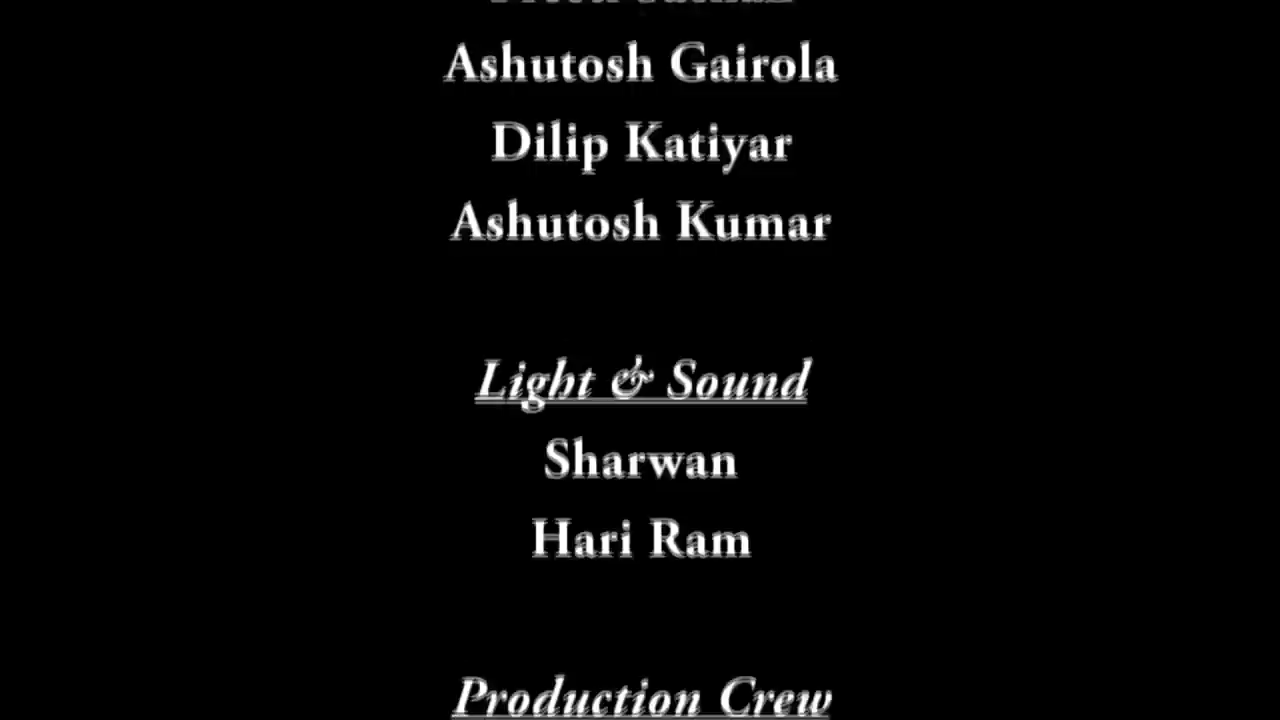 Ashutosh Gairola
Dilip Katiyar
Ashutosh Kumar
Light & Sound
Sharwan
Hari Ram
Production Crew